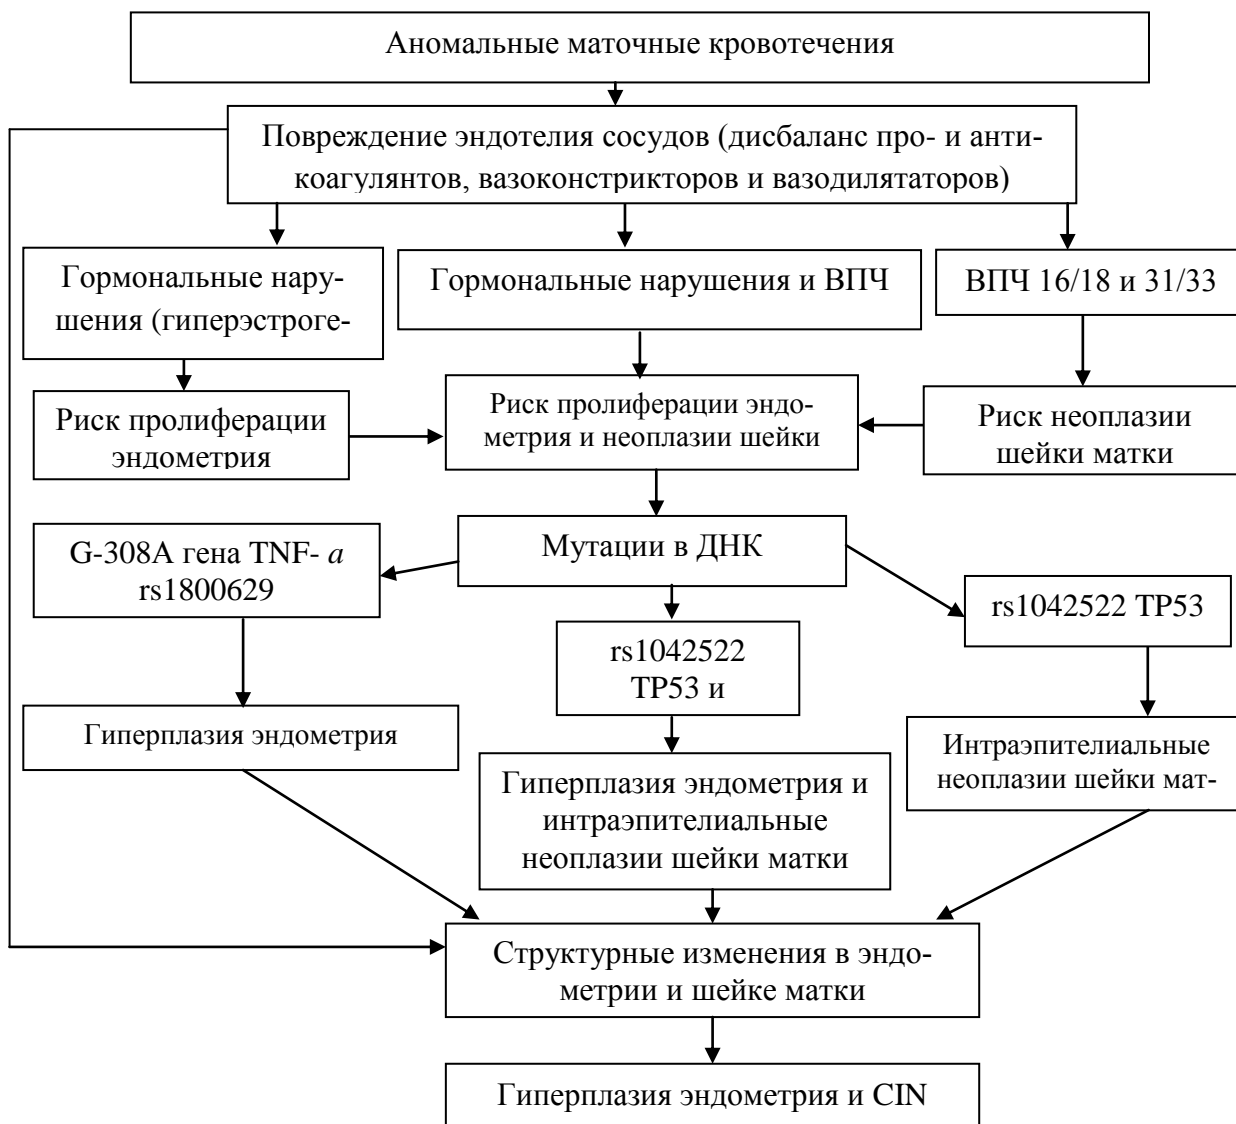 Аномальные маточные кровотечения
Повреждение эндотелия сосудов (дисбаланс про- и анти-
коагулянтов, вазоконстрикторов и вазодилятаторов)
Гормональные нару-
шения (гиперэстроге-
Гормональные нарушения и ВПЧ
ВПЧ 16/18 и 31/33
Риск пролиферации
эндометрия
Риск пролиферации эндо-
метрия и неоплазии шейки
Риск неоплазии
шейки матки
G-308A гена TNF- a
rs1800629
Мутации в ДНК
rs1042522 TP53
rs1042522
TP53 и
Гиперплазия эндометрия
Гиперплазия эндометрия и
интраэпителиальные
неоплазии шейки матки
Интраэпителиальные
неоплазии шейки мат-
Структурные изменения в эндо-
метрии и шейке матки
Гиперплазия эндометрия и CIN